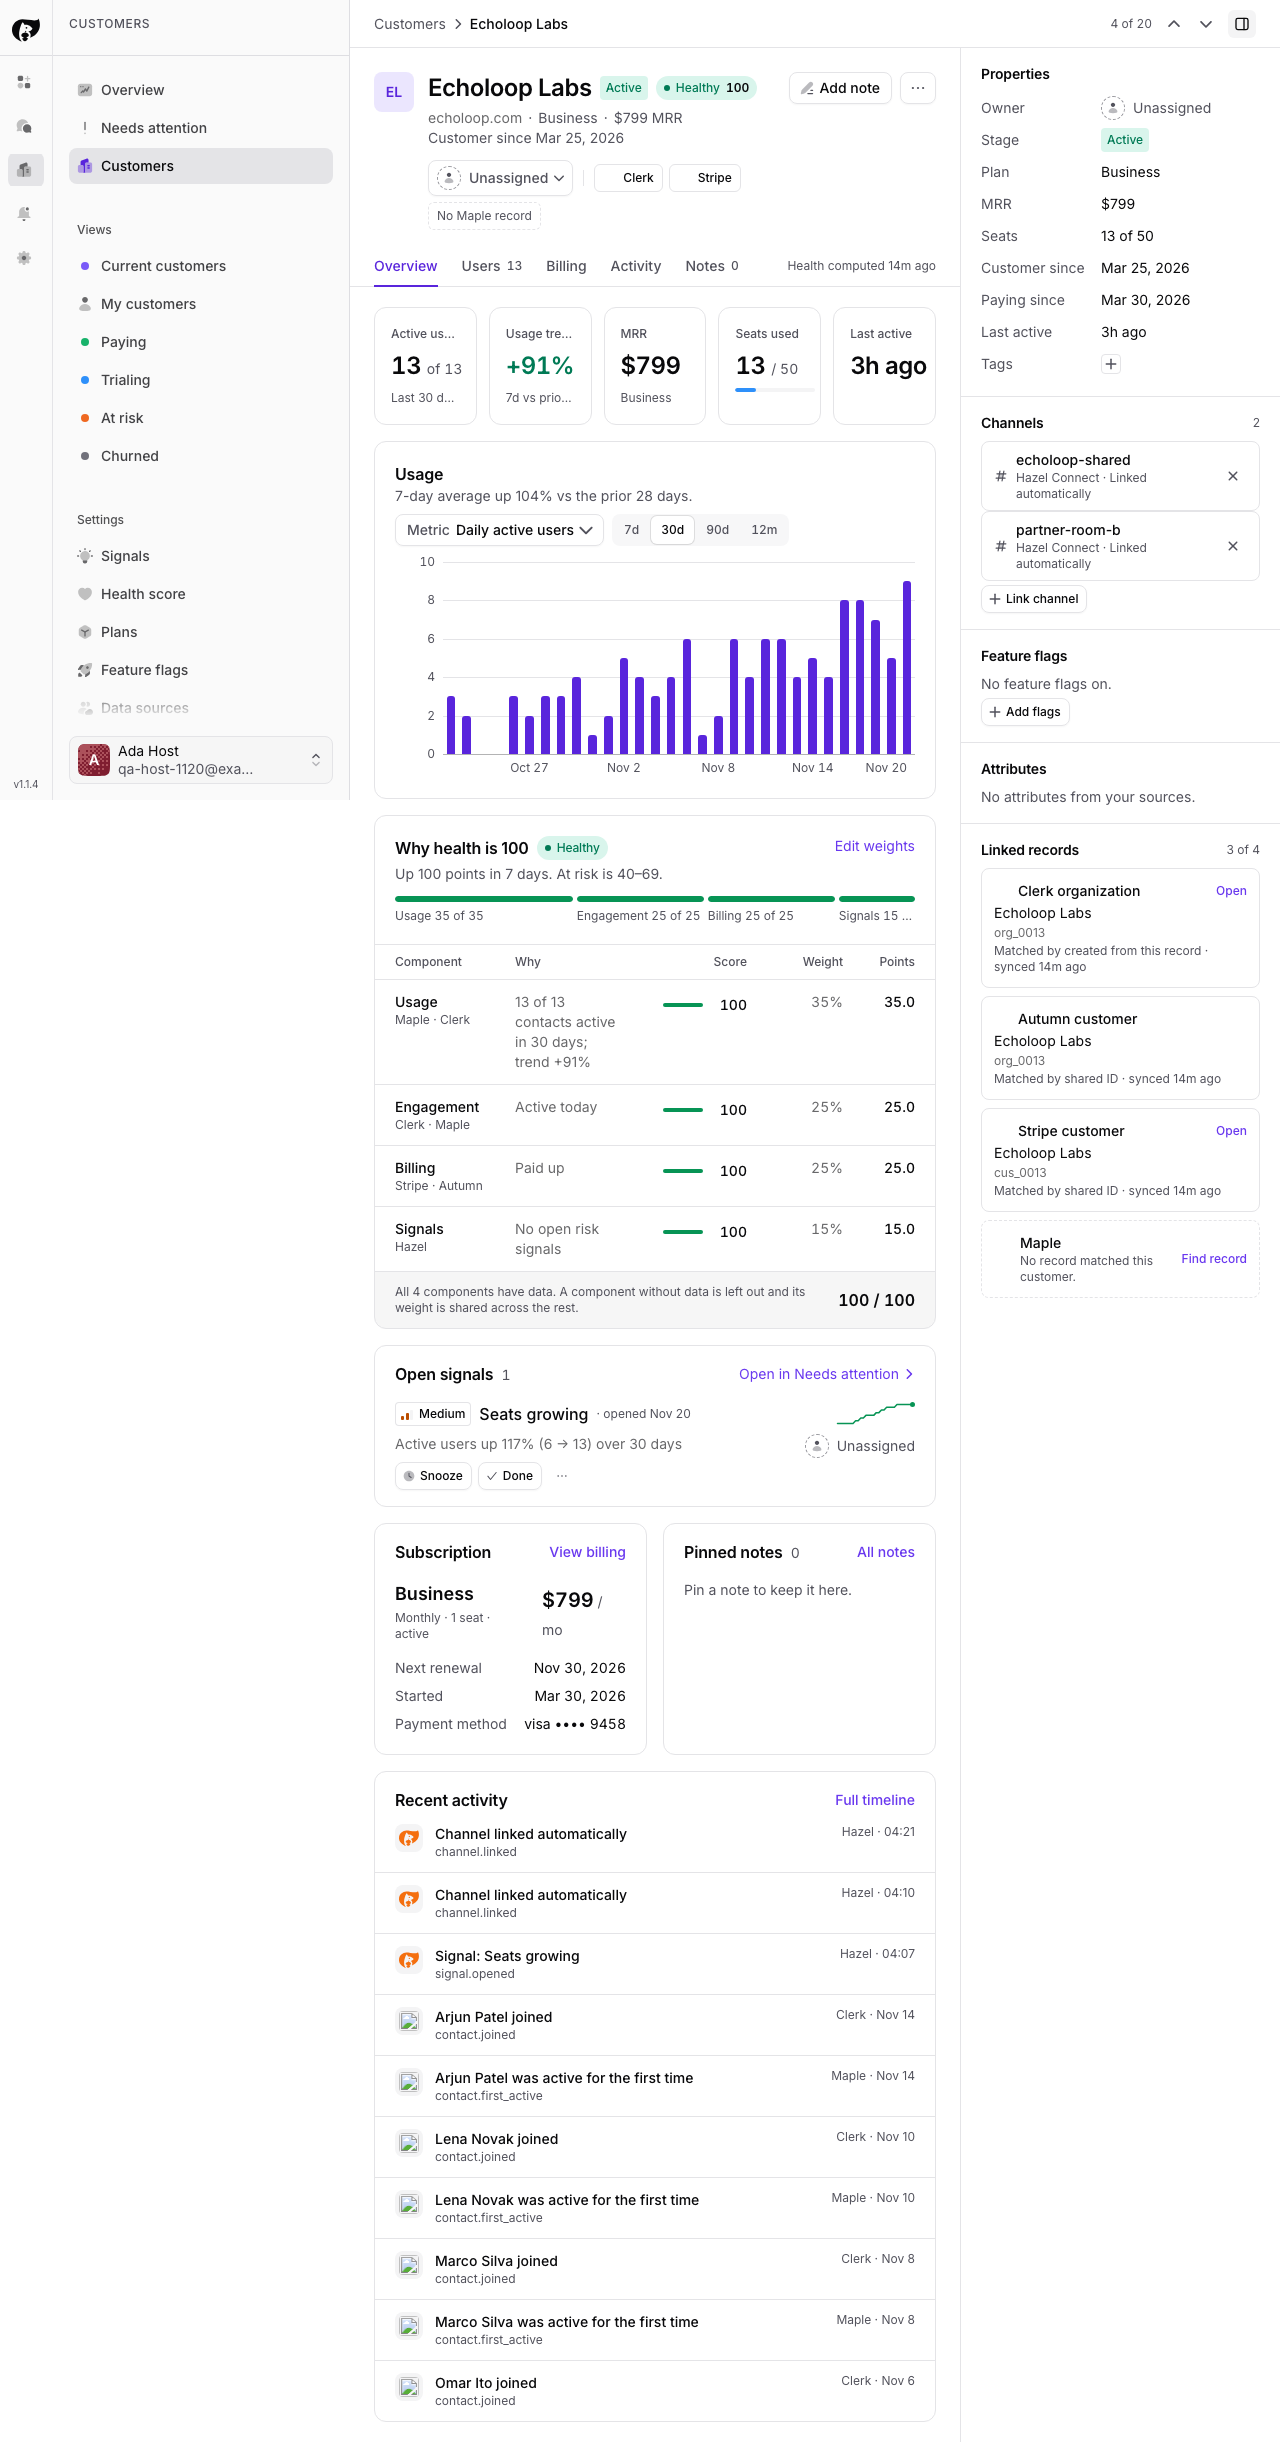 CUSTOMERS
Overview
Needs attention
Customers
Views
Current customers
My customers
Paying
Trialing
At risk
Churned
Settings
Signals
Health score
Plans
Feature flags
Data sources
A
Ada Host
qa-host-1120@exa...
v1.1.4
Customers > Echoloop Labs
4 of 20
EL
Echoloop Labs Active Healthy 100
Add note
echoloop.com · Business · $799 MRR
Customer since Mar 25, 2026
Unassigned
Clerk
Stripe
No Maple record
Overview
Users 13
Billing
Activity
Notes 0
Health computed 14m ago
Active us...
13 of 13
Last 30 d...
Usage tre...
+91%
7d vs prio...
MRR
$799
Business
Seats used
13 / 50
Last active
3h ago
Usage
7-day average up 104% vs the prior 28 days.
Metric Daily active users
7d 30d 90d 12m
10
8
6
4
2
0
Oct 27 Nov 2 Nov 8 Nov 14 Nov 20
Why health is 100 Healthy
Edit weights
Up 100 points in 7 days. At risk is 40–69.
Usage 35 of 35 Engagement 25 of 25 Billing 25 of 25 Signals 15 ...
Component Why Score Weight Points
Usage
Maple · Clerk
13 of 13
contacts active
in 30 days;
trend +91%
100 35% 35.0
Engagement
Clerk · Maple
Active today
100 25% 25.0
Billing
Stripe · Autumn
Paid up
100 25% 25.0
Signals
Hazel
No open risk
signals
100 15% 15.0
All 4 components have data. A component without data is left out and its
weight is shared across the rest.
100 / 100
Open signals 1
Open in Needs attention
Medium Seats growing · opened Nov 20
Active users up 117% (6 → 13) over 30 days
Unassigned
Snooze
Done
...
Subscription
View billing
Business
Monthly · 1 seat ·
active
$799 /
mo
Next renewal Nov 30, 2026
Started Mar 30, 2026
Payment method visa •••• 9458
Pinned notes 0
All notes
Pin a note to keep it here.
Recent activity
Full timeline
Channel linked automatically
channel.linked
Hazel · 04:21
Channel linked automatically
channel.linked
Hazel · 04:10
Signal: Seats growing
signal.opened
Hazel · 04:07
Arjun Patel joined
contact.joined
Clerk · Nov 14
Arjun Patel was active for the first time
contact.first_active
Maple · Nov 14
Lena Novak joined
contact.joined
Clerk · Nov 10
Lena Novak was active for the first time
contact.first_active
Maple · Nov 10
Marco Silva joined
contact.joined
Clerk · Nov 8
Marco Silva was active for the first time
contact.first_active
Maple · Nov 8
Omar Ito joined
contact.joined
Clerk · Nov 6
Properties
Owner Unassigned
Stage Active
Plan Business
MRR $799
Seats 13 of 50
Customer since Mar 25, 2026
Paying since Mar 30, 2026
Last active 3h ago
Tags
Channels 2
# echoloop-shared
Hazel Connect · Linked
automatically
# partner-room-b
Hazel Connect · Linked
automatically
Link channel
Feature flags
No feature flags on.
Add flags
Attributes
No attributes from your sources.
Linked records 3 of 4
Clerk organization Open
Echoloop Labs
org_0013
Matched by created from this record ·
synced 14m ago
Autumn customer
Echoloop Labs
org_0013
Matched by shared ID · synced 14m ago
Stripe customer Open
Echoloop Labs
cus_0013
Matched by shared ID · synced 14m ago
Maple
No record matched this
customer.
Find record